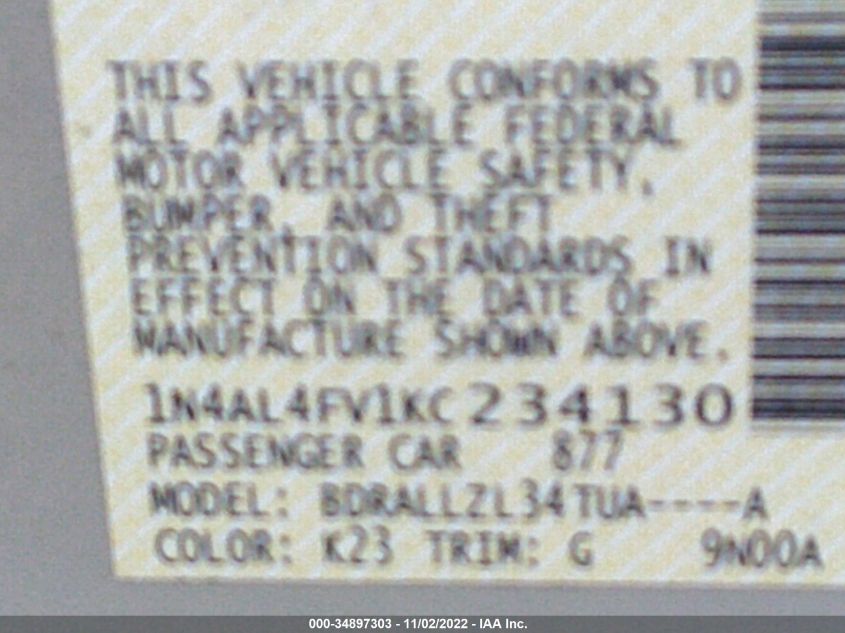 THIS VEHICLE CONFORMS TO
ALL APPLICABLE FEDERAL
MOTOR VEHICLE SAFETY,
BUMPER, AND THEFT
PREVENTION STANDARDS IN
EFFECT ON THE DATE OF
MANUFACTURE SHOWN ABOVE.
1N4AL4FV1KC234130
PASSENGER CAR 877
MODEL: BDRALLZL34TUA----A
COLOR: K23 TRIM: G 9N00A
000-34897303 - 11/02/2022 - IAA Inc.